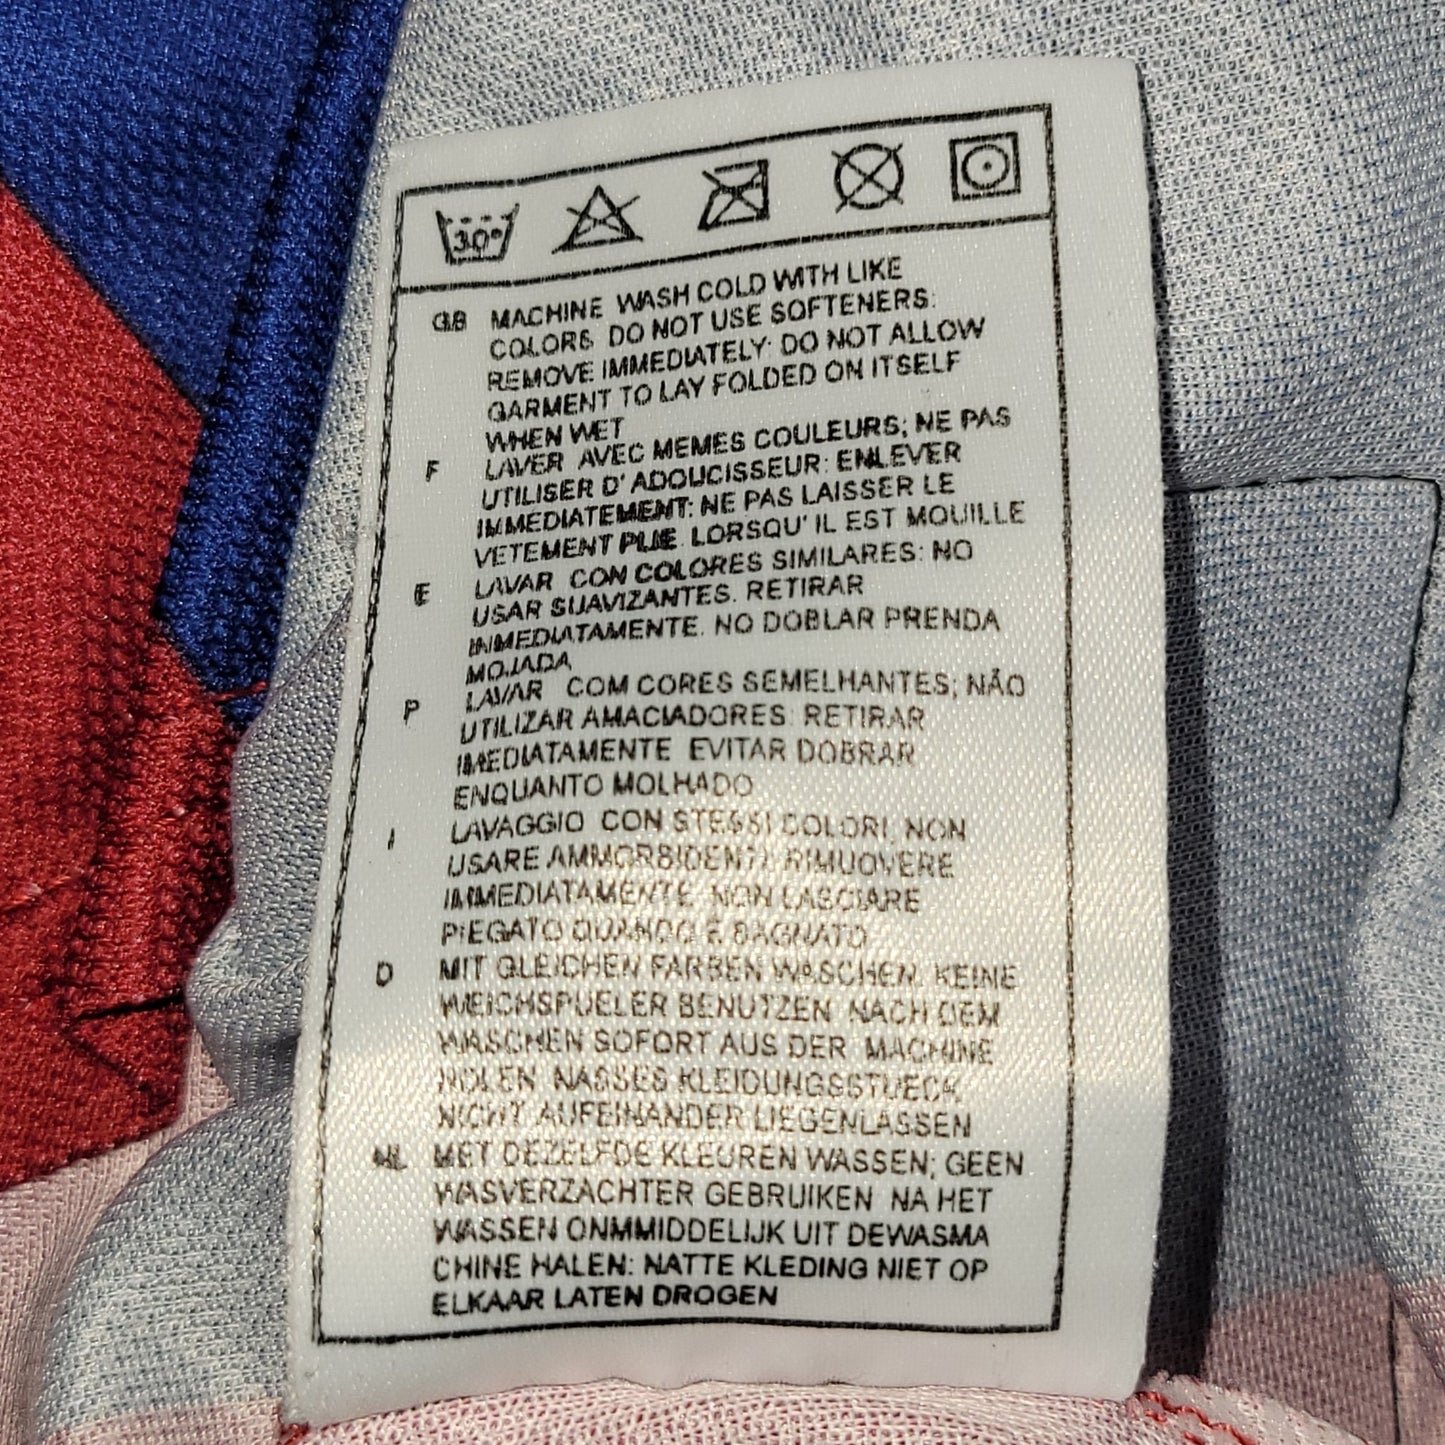 30°
GB MACHINE WASH COLD WITH LIKE
COLORS DO NOT USE SOFTENERS:
REMOVE IMMEDIATELY: DO NOT ALLOW
GARMENT TO LAY FOLDED ON ITSELF
WHEN WET
F LAVER AVEC MEMES COULEURS; NE PAS
UTILISER D' ADOUCISSEUR: ENLEVER
IMMEDIATEMENT: NE PAS LAISSER LE
VETEMENT PLIE. LORSQU' IL EST MOUILLE
E LAVAR CON COLORES SIMILARES: NO
USAR SUAVIZANTES. RETIRAR
INMEDIATAMENTE. NO DOBLAR PRENDA
MOJADA
P LAVAR COM CORES SEMELHANTES; NÃO
UTILIZAR AMACIADORES: RETIRAR
IMEDIATAMENTE EVITAR DOBRAR
ENQUANTO MOLHADO
I LAVAGGIO CON STESSI COLORI, NON
USARE AMMORBIDENTI. RIMUOVERE
IMMEDIATAMENTE. NON LASCIARE
PIEGATO QUANDO E BAGNATO
D MIT GLEICHEN FARBEN WASCHEN. KEINE
WEICHSPUELER BENUTZEN NACH DEM
WASCHEN SOFORT AUS DER MACHINE
HOLEN NASSES KLEIDUNGSSTUECK
NICHT AUFEINANDER LIEGENLASSEN
NL MET DEZELFDE KLEUREN WASSEN; GEEN
WASVERZACHTER GEBRUIKEN NA HET
WASSEN ONMMIDDELIJK UIT DEWASMA
CHINE HALEN: NATTE KLEDING NIET OP
ELKAAR LATEN DROGEN